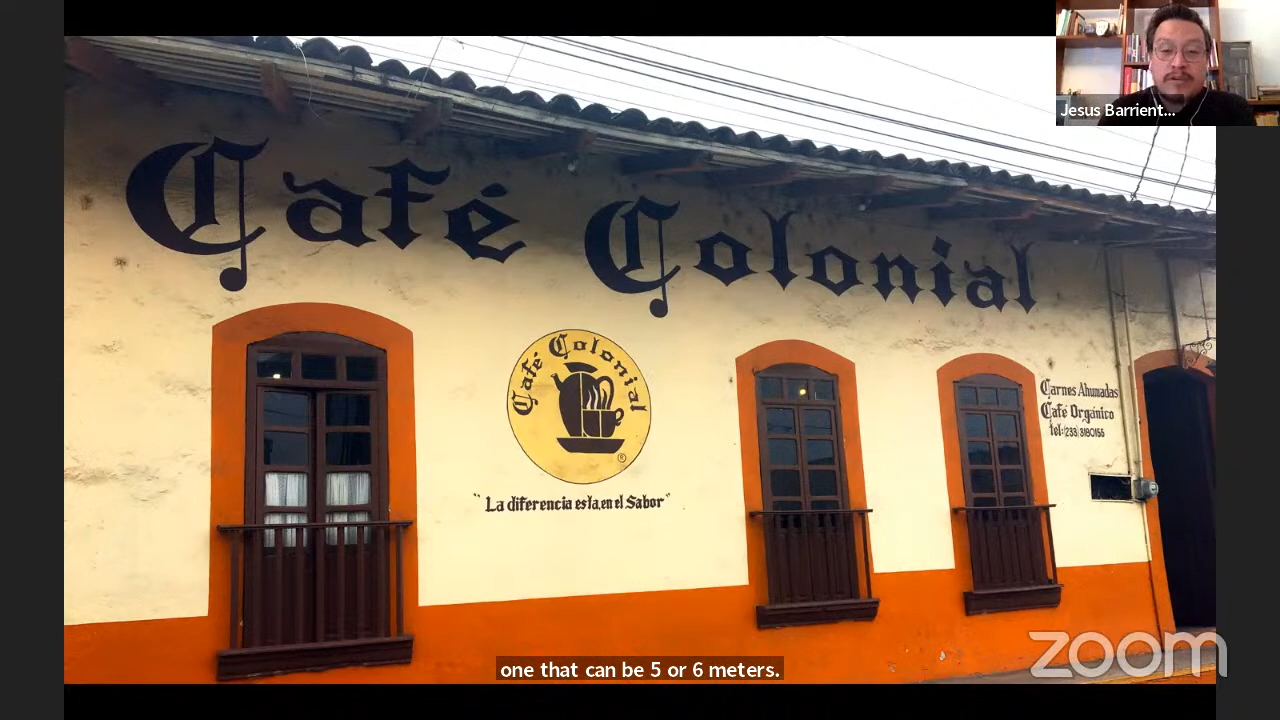 Jesus Barrient...
Café Colonial
Café Colonial
®
"La diferencia esta, en el Sabor"
Carnes Ahumadas
Café Orgánico
tel: (233) 3180155
zoom
one that can be 5 or 6 meters.